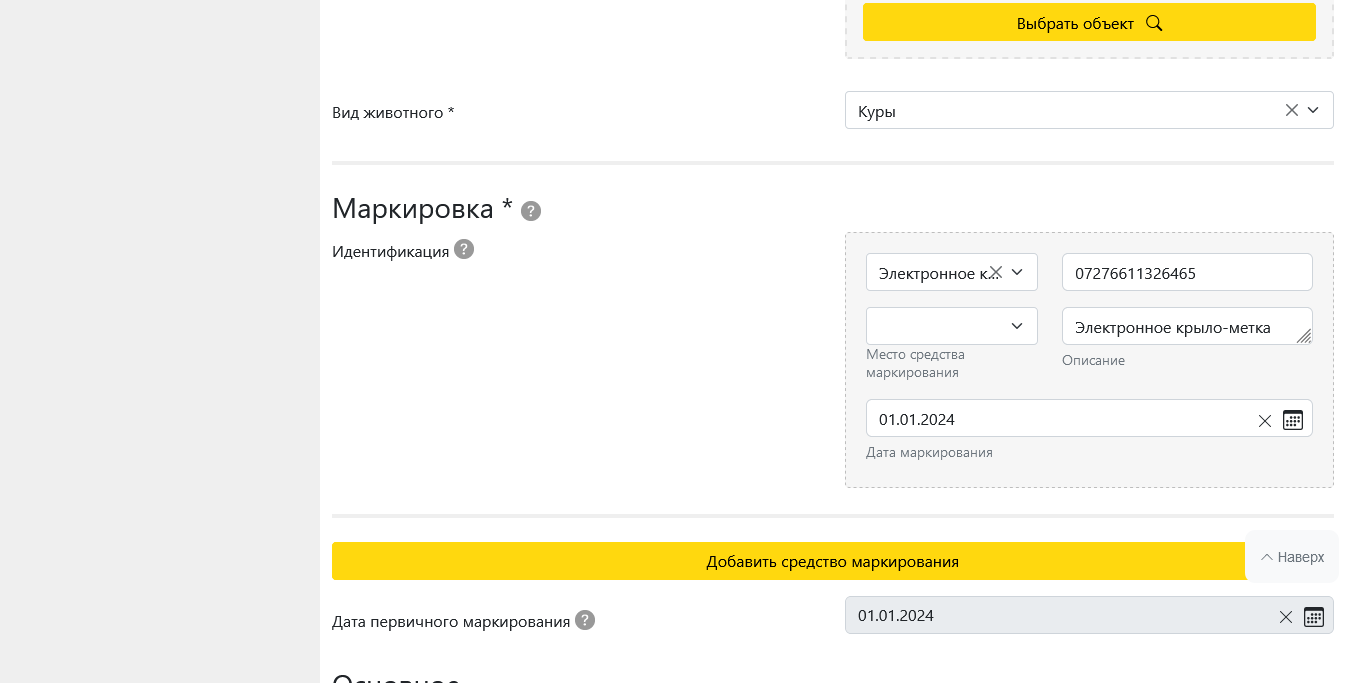 Выбрать объект
Вид животного *
Куры
Маркировка * ?
Идентификация ?
Электронное к...
07276611326465
Электронное крыло-метка
Место средства
маркирования
Описание
01.01.2024
Дата маркирования
Добавить средство маркирования
Наверх
Дата первичного маркирования ?
01.01.2024
Основное